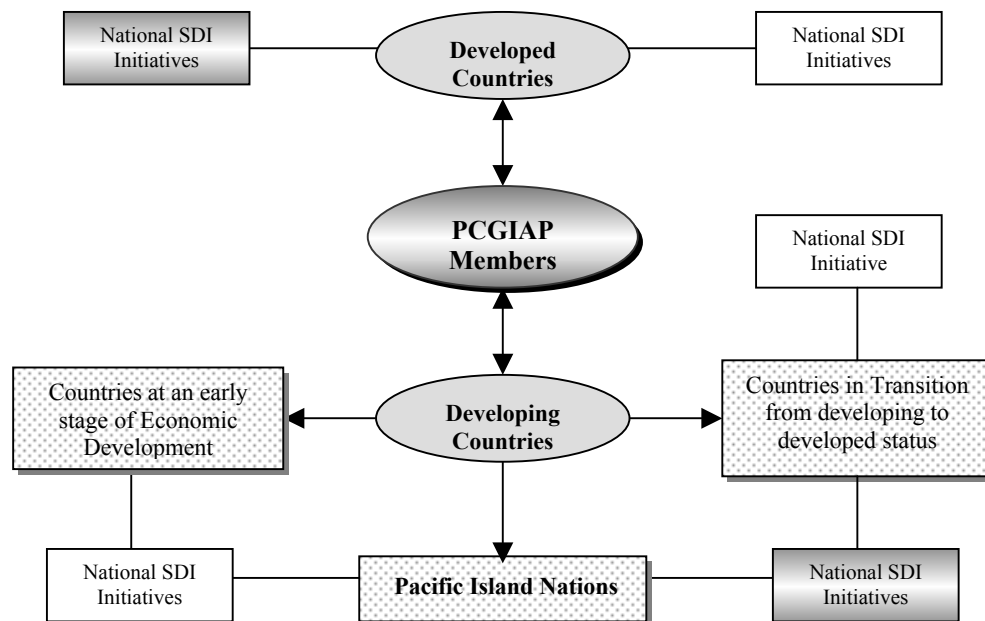 National SDI
Initiatives
Developed
Countries
National SDI
Initiatives
PCGIAP
Members
National SDI
Initiative
Countries at an early
stage of Economic
Development
Developing
Countries
Countries in Transition
from developing to
developed status
National SDI
Initiatives
Pacific Island Nations
National SDI
Initiatives